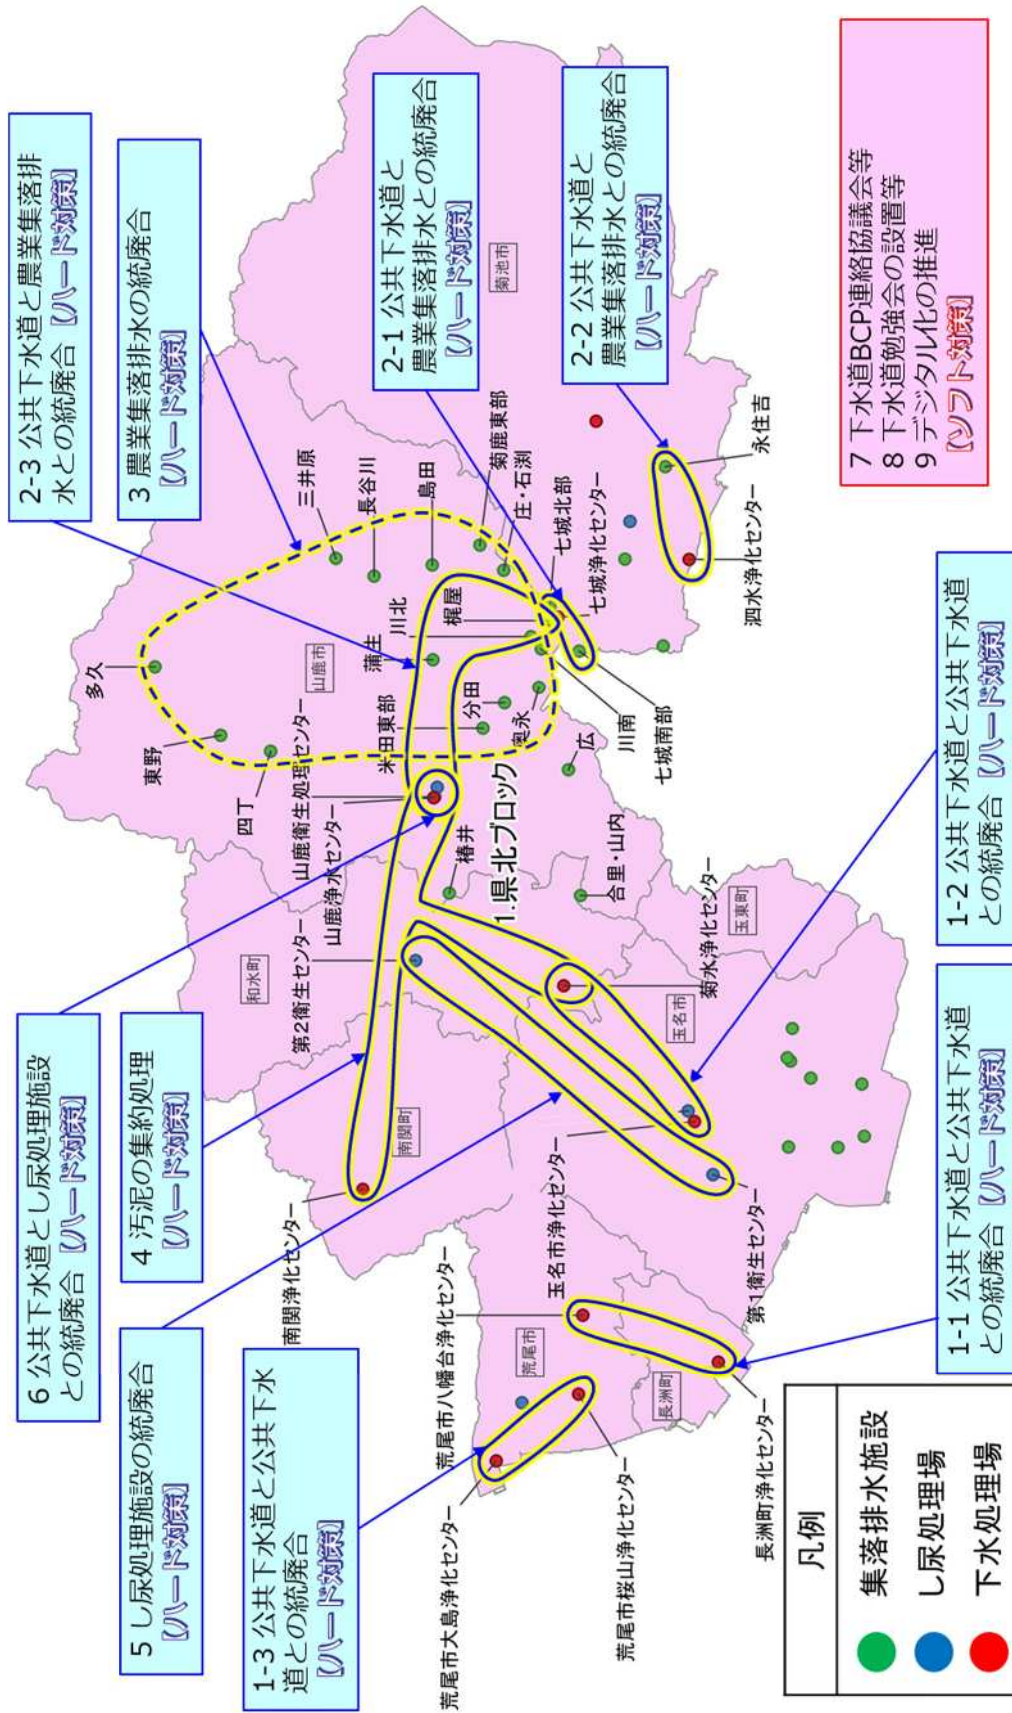 2-3 公共下水道と農業集落排
水との統廃合【ハード対策】
3 農業集落排水の統廃合
【ハード対策】
2-1 公共下水道と
農業集落排水との統廃合
【ハード対策】
2-2 公共下水道と
農業集落排水との統廃合
【ハード対策】
6 公共下水道とし尿処理施設
との統廃合【ハード対策】
4 汚泥の集約処理
【ハード対策】
5 し尿処理施設の統廃合
【ハード対策】
1-3 公共下水道と公共下水
道との統廃合
【ハード対策】
1-1 公共下水道と公共下水道
との統廃合【ハード対策】
1-2 公共下水道と公共下水道
との統廃合【ハード対策】
7 下水道BCP連絡協議会等
8 下水道勉強会の設置等
9 デジタル化の推進
【ソフト対策】
多久
東野
四丁
三井原
長谷川
島田
菊鹿東部
庄・石渕
七城北部
七城浄化センター
川北
梶屋
蒲生
山鹿市
菊池市
米田東部
分田
奥永
広
川南
七城南部
永住吉
泗水浄化センター
山鹿衛生処理センター
山鹿浄水センター
第2衛生センター
椿井
1.県北ブロック
合里・山内
菊水浄化センター
和水町
玉東町
玉名市
南関町
南関浄化センター
玉名市浄化センター
第1衛生センター
荒尾市八幡台浄化センター
荒尾市大島浄化センター
荒尾市桜山浄化センター
荒尾市
長洲町
長洲町浄化センター
凡例
集落排水施設
し尿処理場
下水処理場